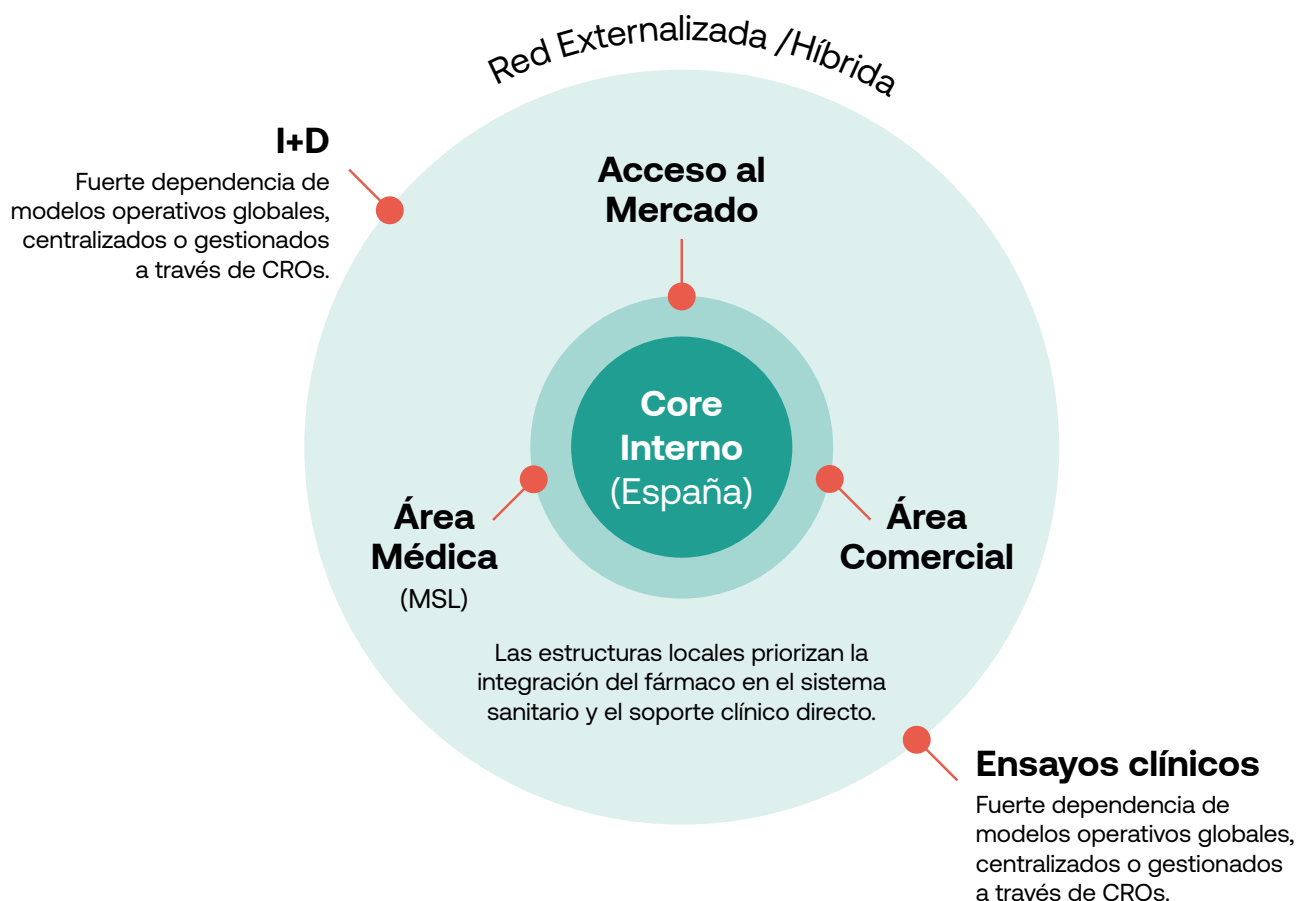 Red Externalizada /Híbrida
I+D
Fuerte dependencia de
modelos operativos globales,
centralizados o gestionados
a través de CROs.
Acceso al
Mercado
Core
Interno
(España)
Área
Médica
(MSL)
Área
Comercial
Las estructuras locales priorizan la
integración del fármaco en el sistema
sanitario y el soporte clínico directo.
Ensayos clínicos
Fuerte dependencia de
modelos operativos globales,
centralizados o gestionados
a través de CROs.